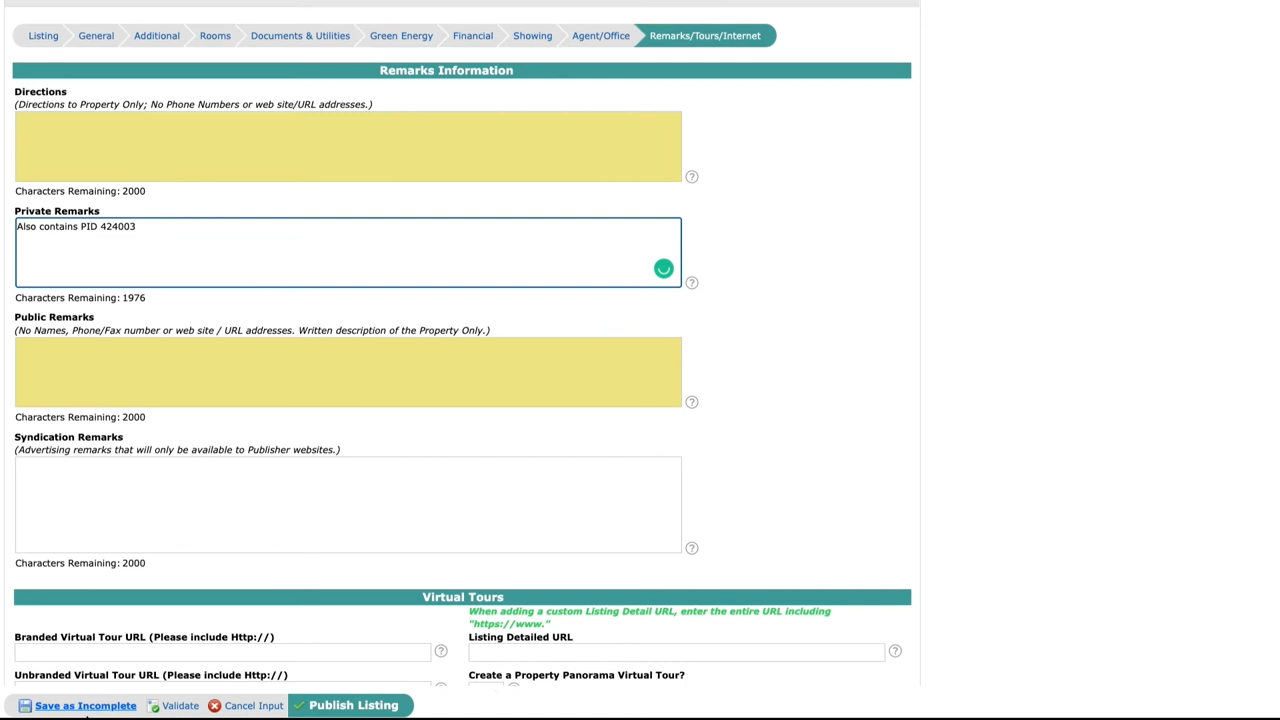 Listing General Additional Rooms Documents & Utilities Green Energy Financial Showing Agent/Office Remarks/Tours/Internet
Remarks Information
Directions
(Directions to Property Only; No Phone Numbers or web site/URL addresses.)
Characters Remaining: 2000
Private Remarks
Also contains PID 424003
Characters Remaining: 1976
Public Remarks
(No Names, Phone/Fax number or web site / URL addresses. Written description of the Property Only.)
Characters Remaining: 2000
Syndication Remarks
(Advertising remarks that will only be available to Publisher websites.)
Characters Remaining: 2000
Virtual Tours
When adding a custom Listing Detail URL, enter the entire URL including
"https://www."
Branded Virtual Tour URL (Please include Http://) Listing Detailed URL
Unbranded Virtual Tour URL (Please include Http://) Create a Property Panorama Virtual Tour?
Save as Incomplete Validate Cancel Input Publish Listing